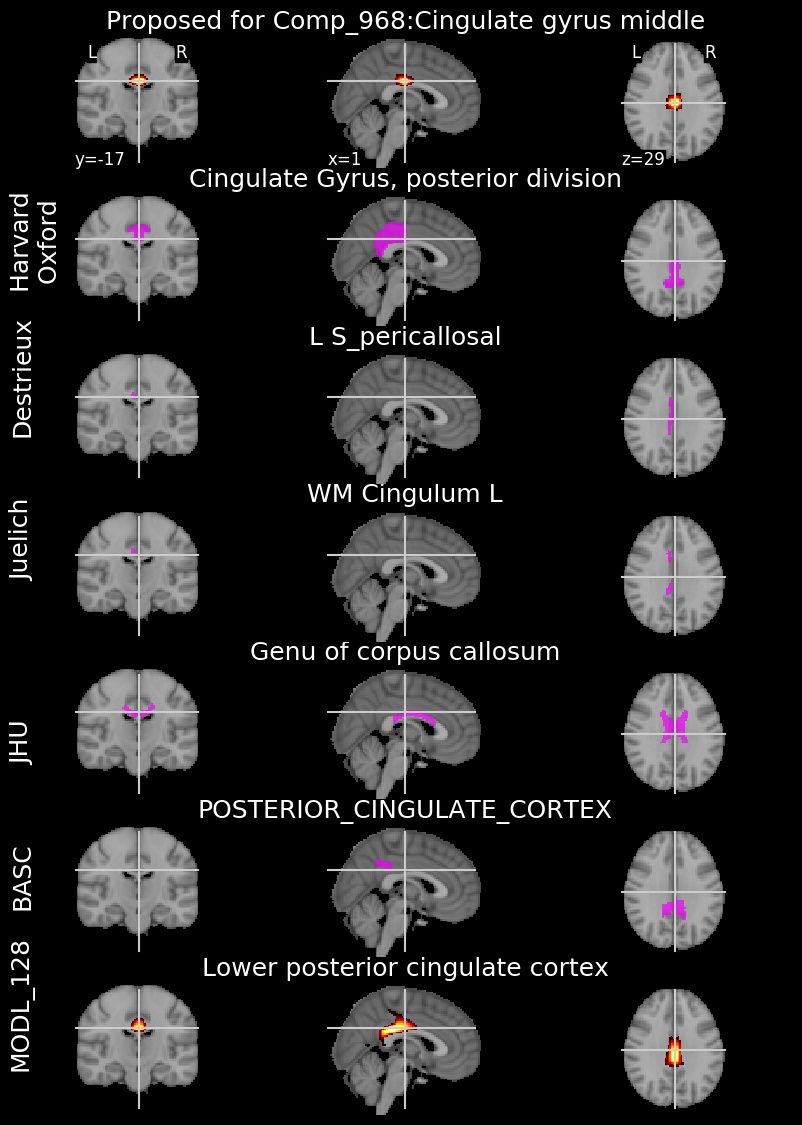 Proposed for Comp_968:Cingulate gyrus middle
L R
L R
y=-17
x=1
z=29
Cingulate Gyrus, posterior division
Harvard
Oxford
L S_pericallosal
Destrieux
WM Cingulum L
Juelich
Genu of corpus callosum
JHU
POSTERIOR_CINGULATE_CORTEX
BASC
Lower posterior cingulate cortex
MODL_128